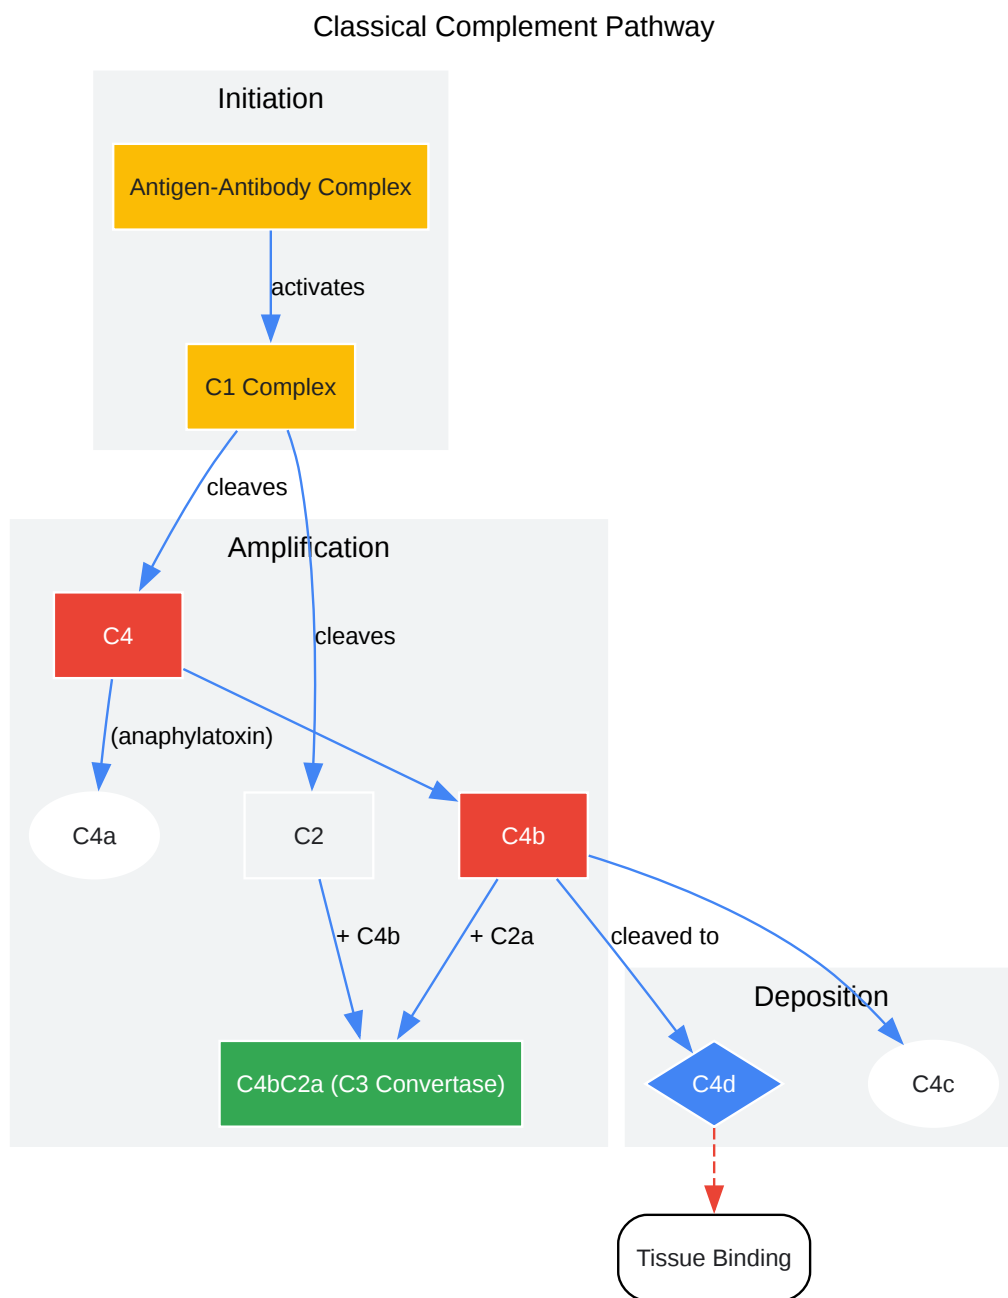 Classical Complement Pathway
Initiation
Antigen-Antibody Complex
activates
C1 Complex
cleaves
Amplification
C4
cleaves
(anaphylatoxin)
C4a
C2
C4b
+ C4b
+ C2a
cleaved to
Deposition
C4bC2a (C3 Convertase)
C4d
C4c
Tissue Binding